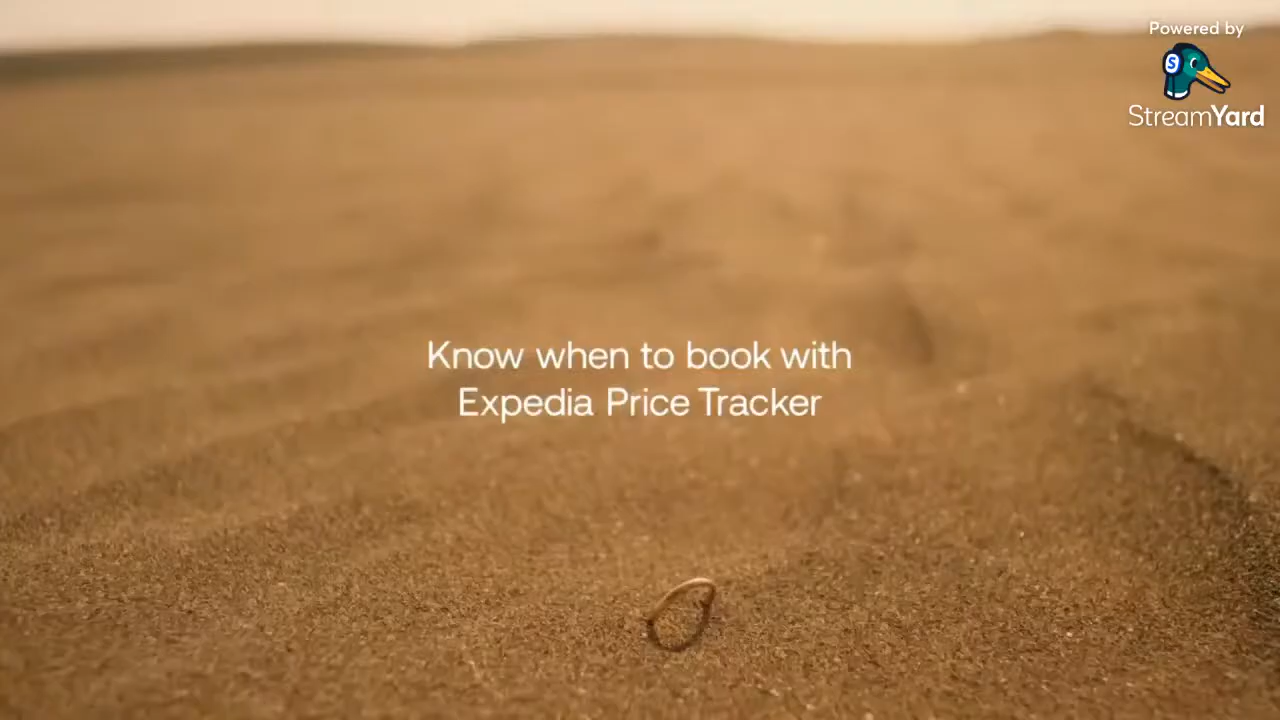 Powered by
S
StreamYard
Know when to book with
Expedia Price Tracker